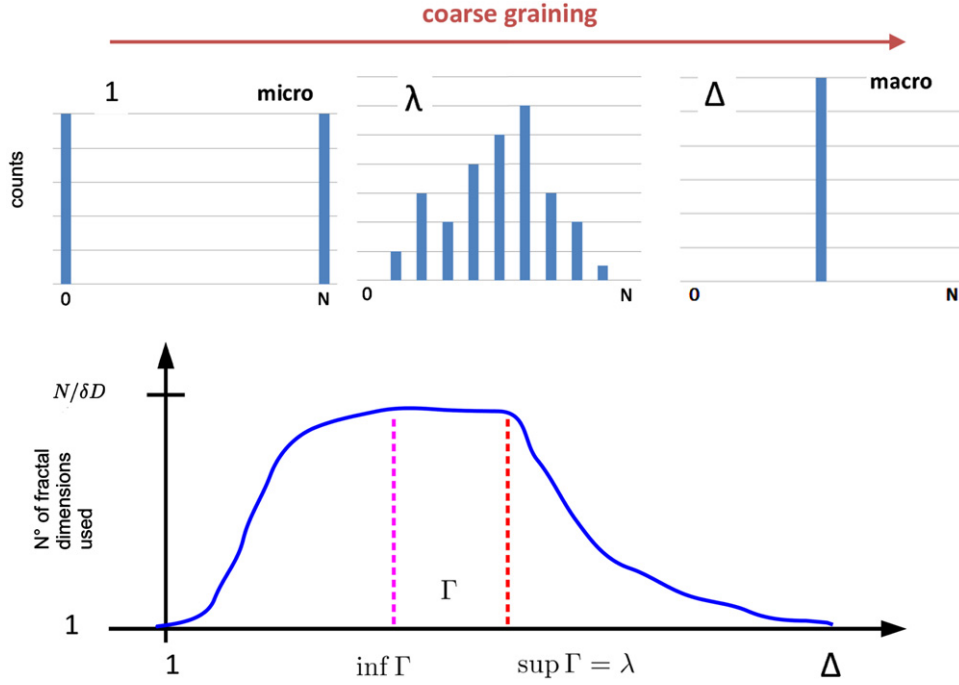 coarse graining
1
micro
λ
Δ
macro
counts
0
N
0
N
0
N
N/δD
N° of fractal
dimensions
used
1
Γ
1
inf Γ
sup Γ = λ
Δ